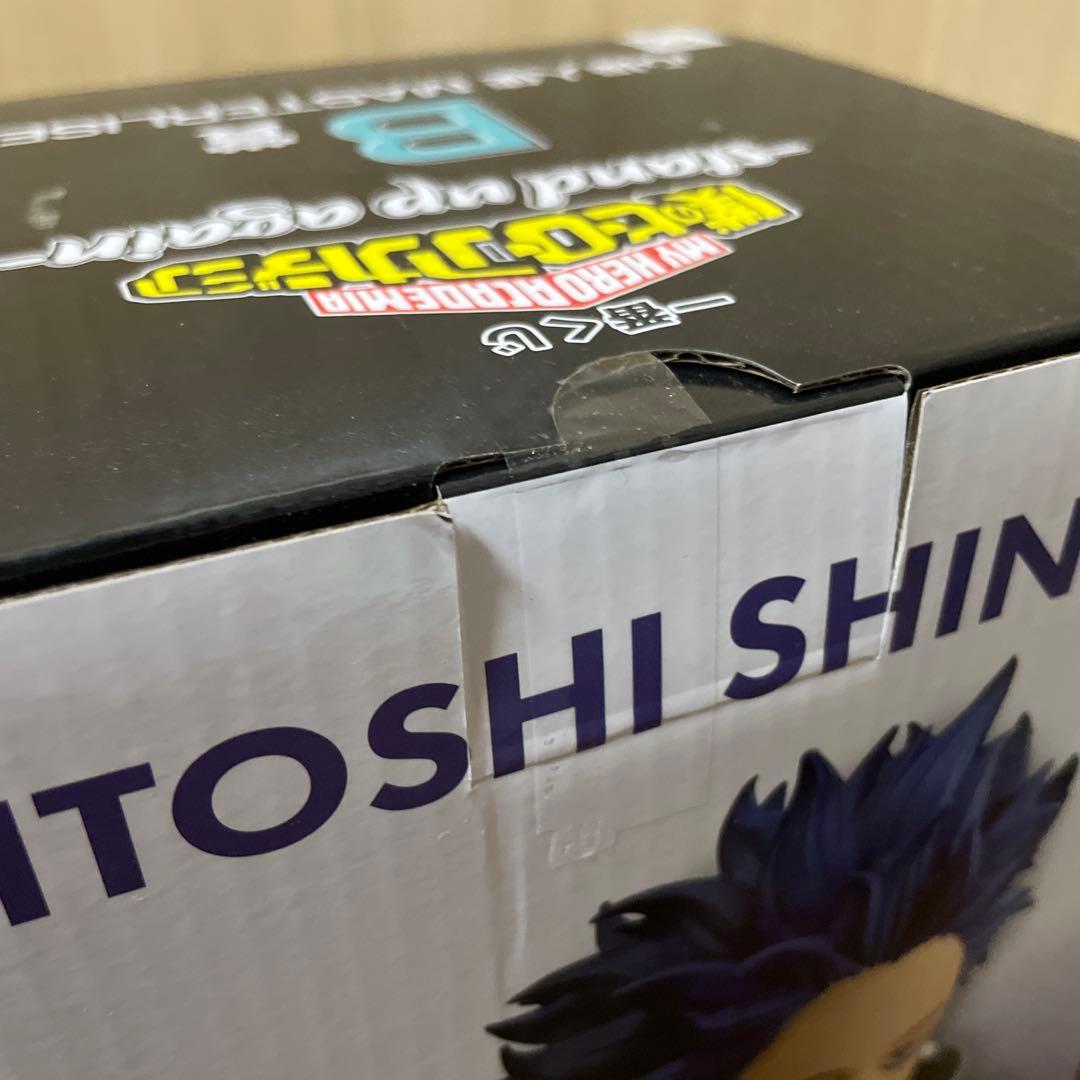 一番くじ
MY HERO ACADEMIA
僕のヒーローアカデミア
-stand up again-
B賞
MASTERLISE
ITOSHI SHIN